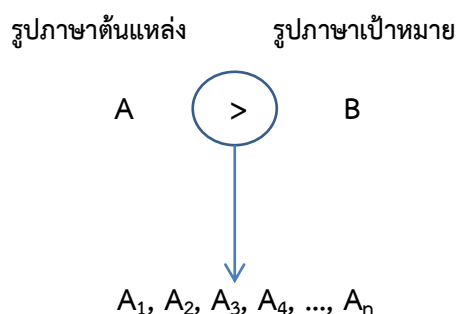 รูปภาษาต้นแหล่ง รูปภาษาเป้าหมาย
A > B
A₁, A₂, A₃, A₄, ..., Aₙ